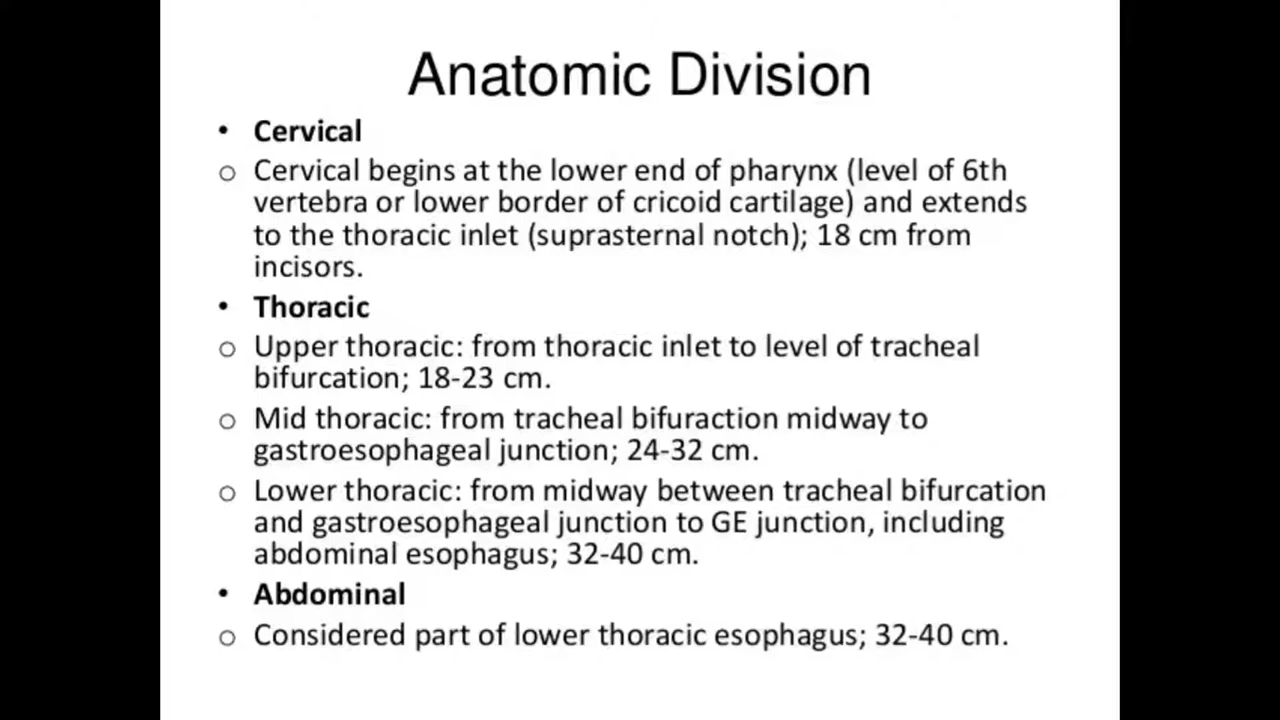 Anatomic Division
• Cervical
o Cervical begins at the lower end of pharynx (level of 6th
vertebra or lower border of cricoid cartilage) and extends
to the thoracic inlet (suprasternal notch); 18 cm from
incisors.
• Thoracic
o Upper thoracic: from thoracic inlet to level of tracheal
bifurcation; 18-23 cm.
o Mid thoracic: from tracheal bifuraction midway to
gastroesophageal junction; 24-32 cm.
o Lower thoracic: from midway between tracheal bifurcation
and gastroesophageal junction to GE junction, including
abdominal esophagus; 32-40 cm.
• Abdominal
o Considered part of lower thoracic esophagus; 32-40 cm.